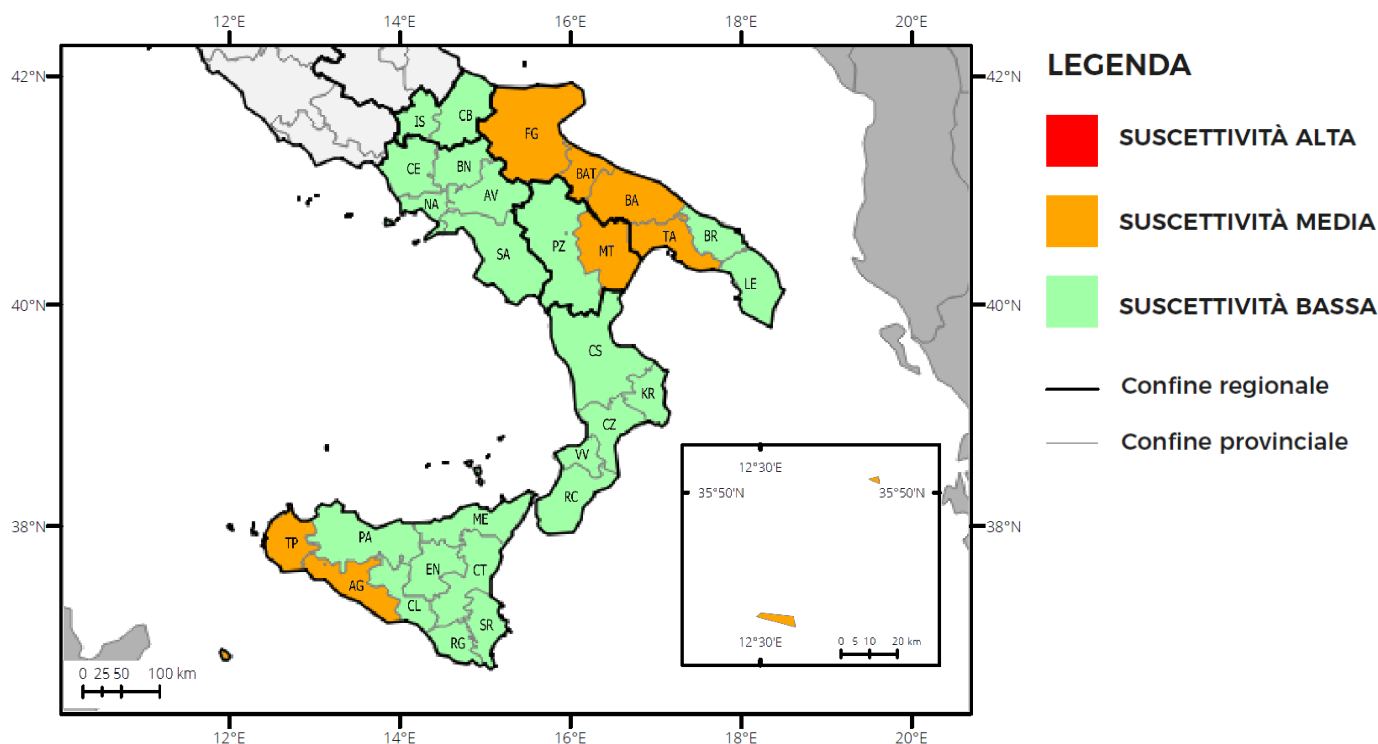 12°E 14°E 16°E 18°E 20°E
42°N 42°N
LEGENDA
SUSCETTIVITÀ ALTA
SUSCETTIVITÀ MEDIA
SUSCETTIVITÀ BASSA
Confine regionale
Confine provinciale
IS CB FG
CE BN BAT
NA AV BA
SA PZ MT TA BR
LE
40°N 40°N
CS
KR
CZ
VV
RC
ME
38°N 38°N
TP PA
AG EN CT
CL
SR
RG
12°30'E
35°50'N 35°50'N
12°30'E
0 5 10 20 km
0 25 50 100 km
12°E 14°E 16°E 18°E 20°E